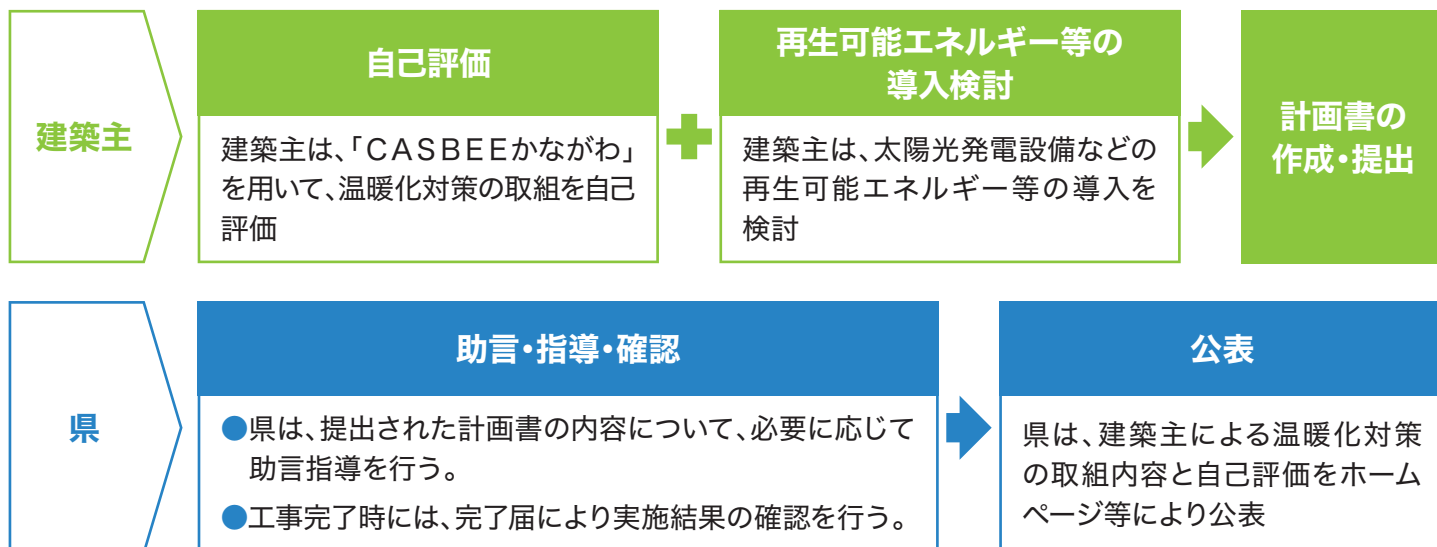 建築主
自己評価
建築主は、「CASBEEかながわ」
を用いて、温暖化対策の取組を自己
評価
再生可能エネルギー等の
導入検討
建築主は、太陽光発電設備などの
再生可能エネルギー等の導入を
検討
計画書の
作成・提出
県
助言・指導・確認
●県は、提出された計画書の内容について、必要に応じて
助言指導を行う。
●工事完了時には、完了届により実施結果の確認を行う。
公表
県は、建築主による温暖化対策
の取組内容と自己評価をホーム
ページ等により公表